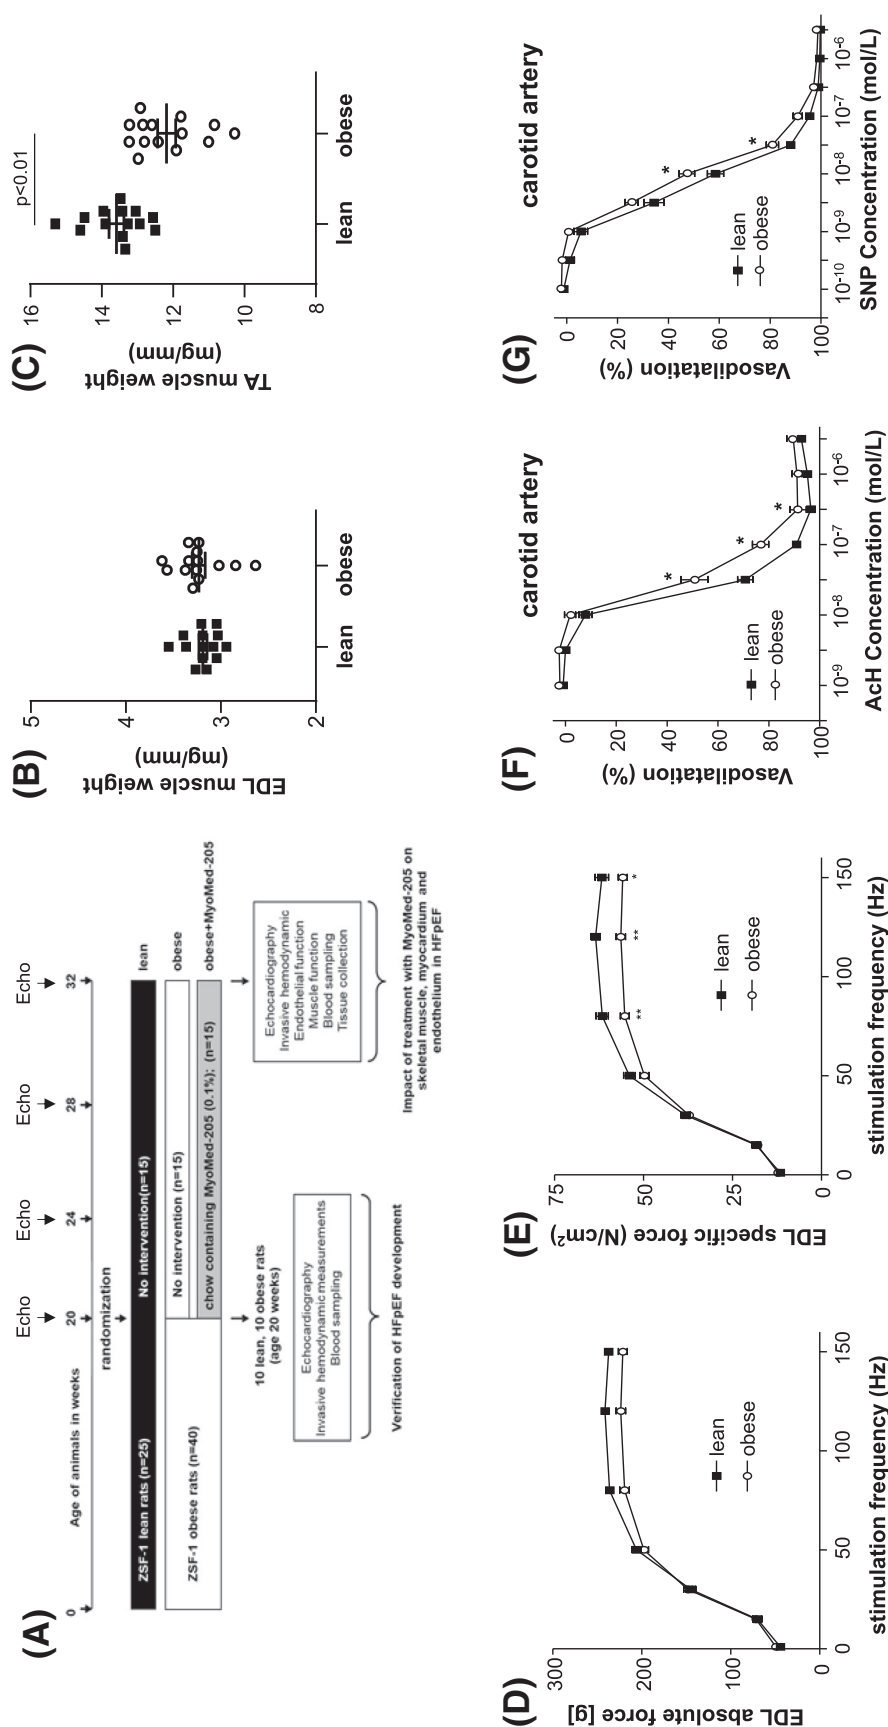 (A)
Echo Echo Echo Echo
Age of animals in weeks
0 20 24 28 32
randomization
ZSF-1 lean rats (n=25) No intervention(n=15) lean
ZSF-1 obese rats (n=40)
No intervention (n=15) obese
chow containing MyoMed-205 (0.1%); (n=15) obese+MyoMed-205
10 lean, 10 obese rats
(age 20 weeks)
Echocardiography
Invasive hemodynamic measurements
Blood sampling
Verification of HFpEF development
Echocardiography
Invasive hemodynamic
Endothelial function
Muscle function
Blood sampling
Tissue collection
Impact of treatment with MyoMed-205 on
skeletal muscle, myocardium and
endothelium in HFpEF
(B)
EDL muscle weight
(mg/mm)
5
4
3
2
lean obese
(C)
TA muscle weight
(mg/mm)
16
14
12
10
8
p<0.01
lean obese
(D)
EDL absolute force [g]
300
200
100
0
lean
obese
0 50 100 150
stimulation frequency (Hz)
(E)
EDL specific force (N/cm²)
75
50
25
0
** ** *
lean
obese
0 50 100 150
stimulation frequency (Hz)
(F)
carotid artery
Vasodilatation
(%)
0
20
40
60
80
100
* * *
lean
obese
10-9 10-8 10-7 10-6
AcH Concentration (mol/L)
(G)
carotid artery
Vasodilatation
(%)
0
20
40
60
80
100
* *
lean
obese
10-10 10-9 10-8 10-7 10-6
SNP Concentration (mol/L)